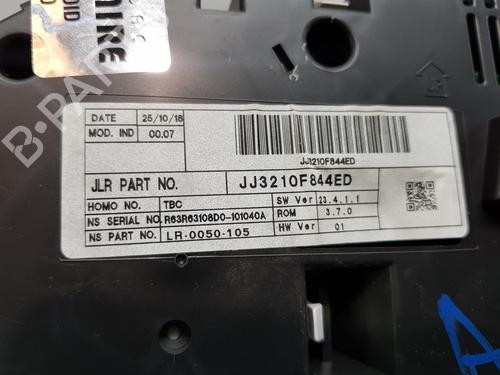 DATE 25/10/18
MOD. IND 00.07
JJ3210F844ED
JLR PART NO. JJ3210F844ED
HOMO NO. TBC SW Ver 23.4.1.1
NS SERIAL NO. R63R63108D0-101040A ROM 3.7.0
NS PART NO. LR-0050-105 HW Ver 01
B-PARTS
A